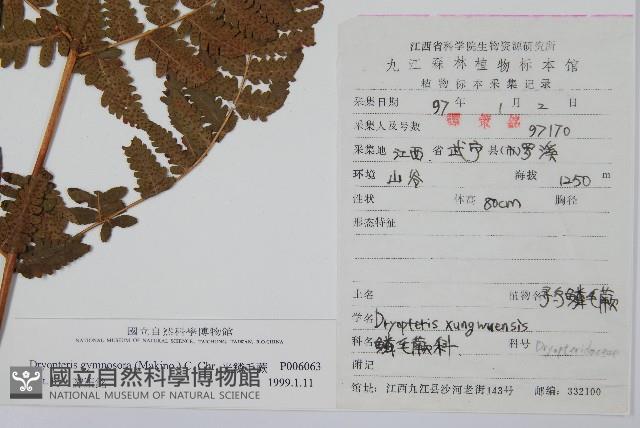 江西省科学院生物资源研究所
九江森林植物标本馆
植物标本采集记录
采集日期 97 年 1 月 2 日
采集人及号数 97170
采集地 江西 省 武宁 县(市) 罗溪
环境 山谷 海拔 1250 m
性状 体高 80cm 胸径
形态特征
土名 植物名 鳞毛蕨
学名 Dryopteris xungwuensis
科名 鳞毛蕨科 科号 Dryopteridaceae
附记
馆址: 江西九江县沙河老街143号 邮编: 332100
國立自然科學博物館
NATIONAL MUSEUM OF NATURAL SCIENCE, TAICHUNG, TAIWAN, R.O.CHINA
Dryopteris gymnosora (Makino) C. Chr. P006063
1999.1.11
國立自然科學博物館
NATIONAL MUSEUM OF NATURAL SCIENCE